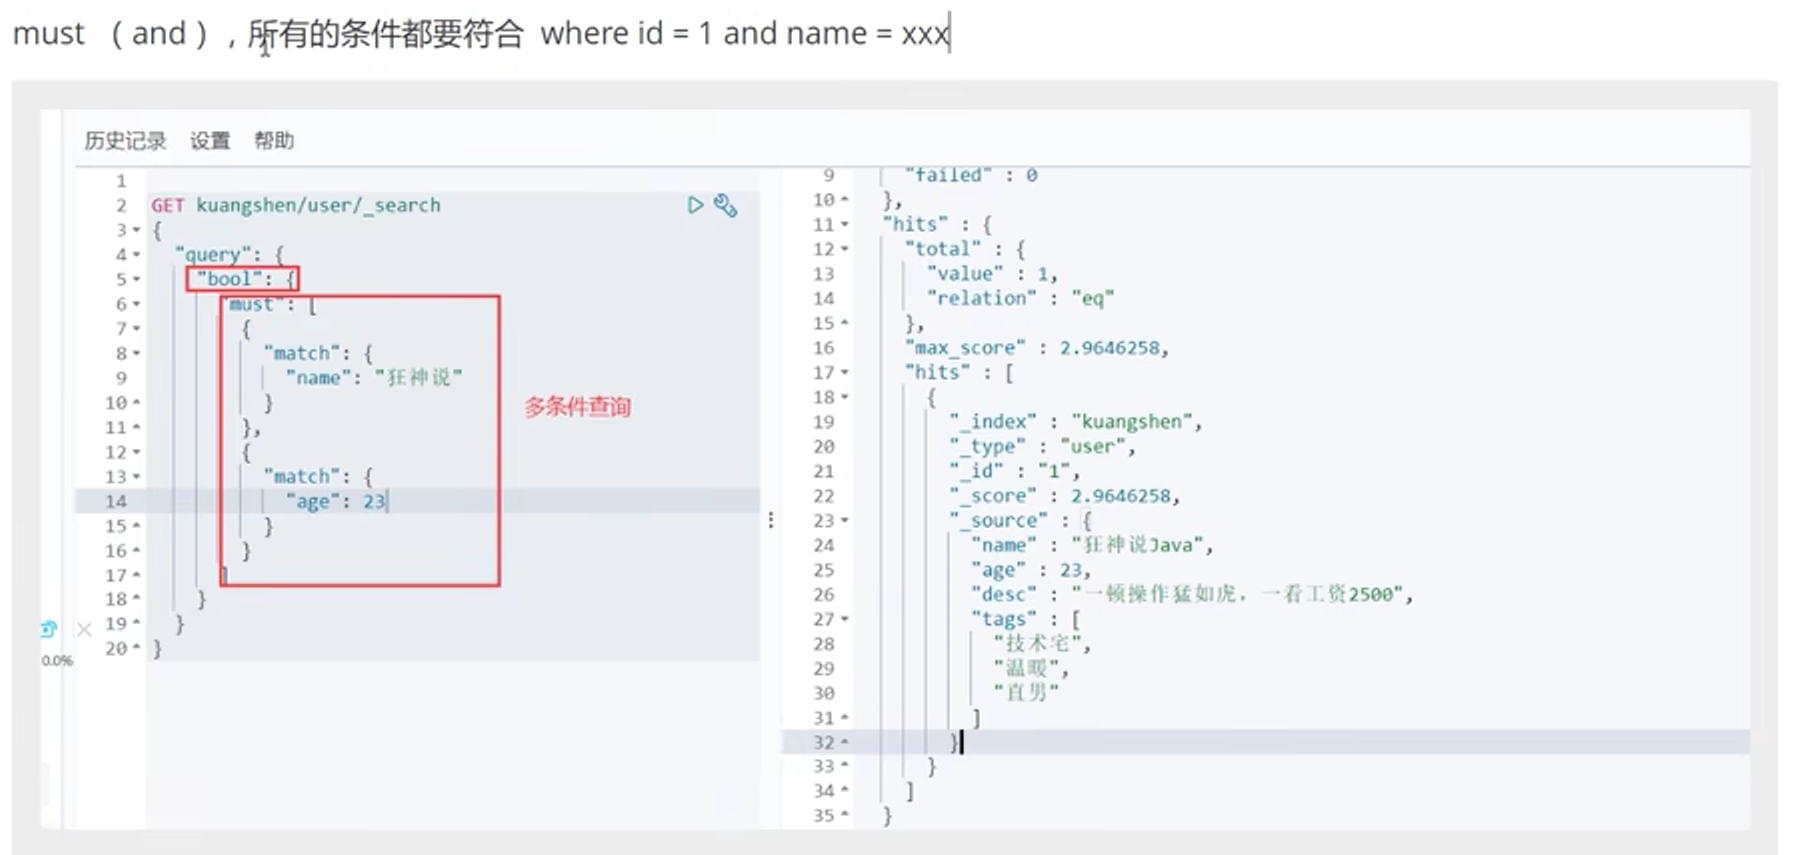 must （ and ）, 所有的条件都要符合 where id = 1 and name = xxx
历史记录 设置 帮助
1
2 GET kuangshen/user/_search
3 {
4 "query": {
5 "bool": {
6 "must": [
7 {
8 "match": {
9 "name": "狂神说"
10 }
11 },
12 {
13 "match": {
14 "age": 23
15 }
16 }
17 ]
18 }
19 }
20 }
多条件查询
0.0%
9 "failed" : 0
10 },
11 "hits" : {
12 "total" : {
13 "value" : 1,
14 "relation" : "eq"
15 },
16 "max_score" : 2.9646258,
17 "hits" : [
18 {
19 "_index" : "kuangshen",
20 "_type" : "user",
21 "_id" : "1",
22 "_score" : 2.9646258,
23 "_source" : {
24 "name" : "狂神说Java",
25 "age" : 23,
26 "desc" : "一顿操作猛如虎，一看工资2500",
27 "tags" : [
28 "技术宅",
29 "温暖",
30 "直男"
31 ]
32 }
33 }
34 ]
35 }